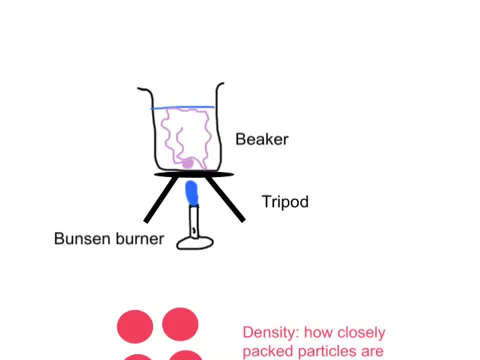 Beaker
Tripod
Bunsen burner
Density: how closely
packed particles are